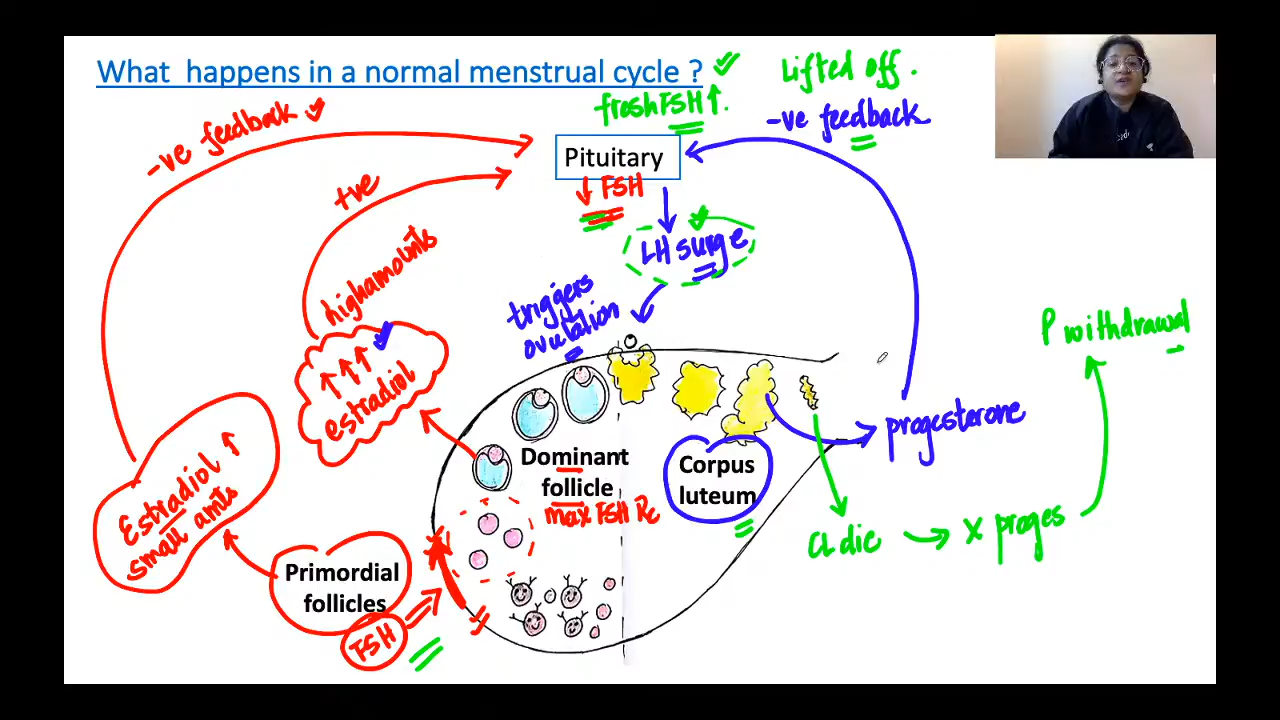 What happens in a normal menstrual cycle ?
Lifted off.
fresh FSH ↑.
-ve feedback
-ve feedback
Pituitary
↓ FSH
+ve
LH surge
high amounts
triggers
ovulation
P withdrawal
↑ ↑ ↑
estradiol
progesterone
Dominant
follicle
max FSH Rc
Corpus
luteum
Estradiol ↑
small amts
CL die → X proges
Primordial
follicles
FSH